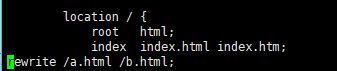 location / {
root   html;
index  index.html index.htm;
rewrite /a.html /b.html;